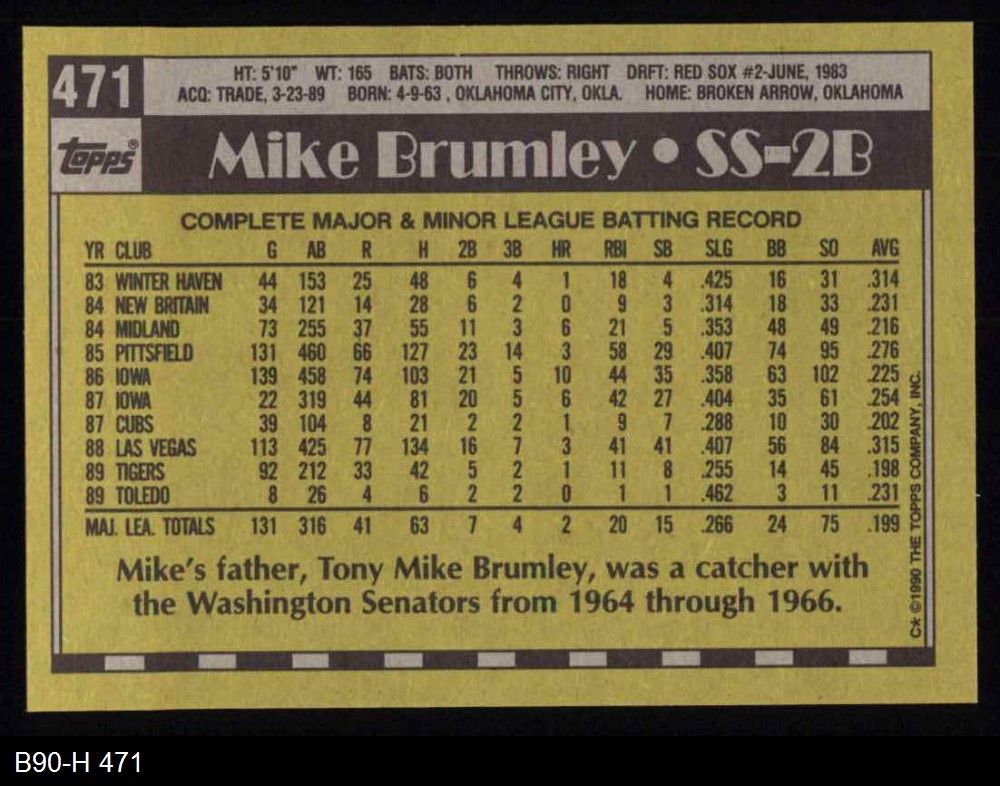 471
HT: 5'10" WT: 165 BATS: BOTH THROWS: RIGHT DRFT: RED SOX #2-JUNE, 1983
ACQ: TRADE, 3-23-89 BORN: 4-9-63 , OKLAHOMA CITY, OKLA. HOME: BROKEN ARROW, OKLAHOMA
topps®
Mike Brumley • SS-2B
COMPLETE MAJOR & MINOR LEAGUE BATTING RECORD
YR CLUB G AB R H 2B 3B HR RBI SB SLG BB SO AVG
83 WINTER HAVEN 44 153 25 48 6 4 1 18 4 .425 16 31 .314
84 NEW BRITAIN 34 121 14 28 6 2 0 9 3 .314 18 33 .231
84 MIDLAND 73 255 37 55 11 3 6 21 5 .353 48 49 .216
85 PITTSFIELD 131 460 66 127 23 14 3 58 29 .407 74 95 .276
86 IOWA 139 458 74 103 21 5 10 44 35 .358 63 102 .225
87 IOWA 22 319 44 81 20 5 6 42 27 .404 35 61 .254
87 CUBS 39 104 8 21 2 2 1 9 7 .288 10 30 .202
88 LAS VEGAS 113 425 77 134 16 7 3 41 41 .407 56 84 .315
89 TIGERS 92 212 33 42 5 2 1 11 8 .255 14 45 .198
89 TOLEDO 8 26 4 6 2 2 0 1 1 .462 3 11 .231
MAJ. LEA. TOTALS 131 316 41 63 7 4 2 20 15 .266 24 75 .199
Mike's father, Tony Mike Brumley, was a catcher with
the Washington Senators from 1964 through 1966.
C* ©1990 THE TOPPS COMPANY, INC.
B90-H 471